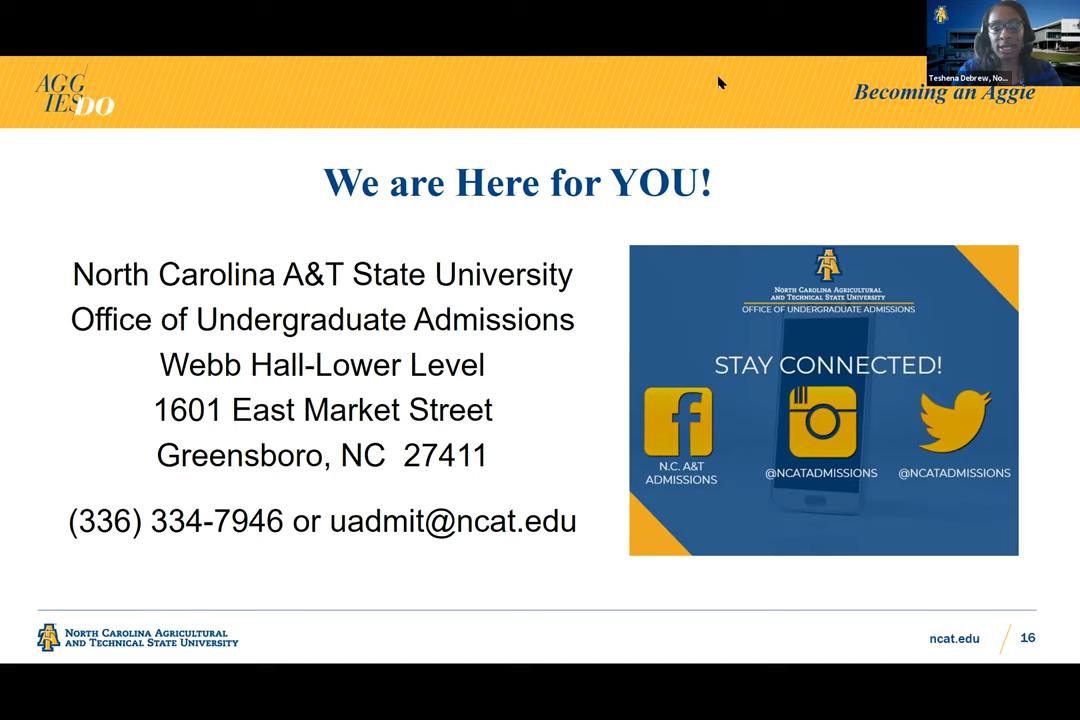 Teshena Debrew, No...
AGG
IESDO
Becoming an Aggie
We are Here for YOU!
North Carolina A&T State University
Office of Undergraduate Admissions
Webb Hall-Lower Level
1601 East Market Street
Greensboro, NC 27411
(336) 334-7946 or uadmit@ncat.edu
NORTH CAROLINA AGRICULTURAL
AND TECHNICAL STATE UNIVERSITY
OFFICE OF UNDERGRADUATE ADMISSIONS
STAY CONNECTED!
N.C. A&T
ADMISSIONS
@NCATADMISSIONS
@NCATADMISSIONS
NORTH CAROLINA AGRICULTURAL
AND TECHNICAL STATE UNIVERSITY
ncat.edu
16